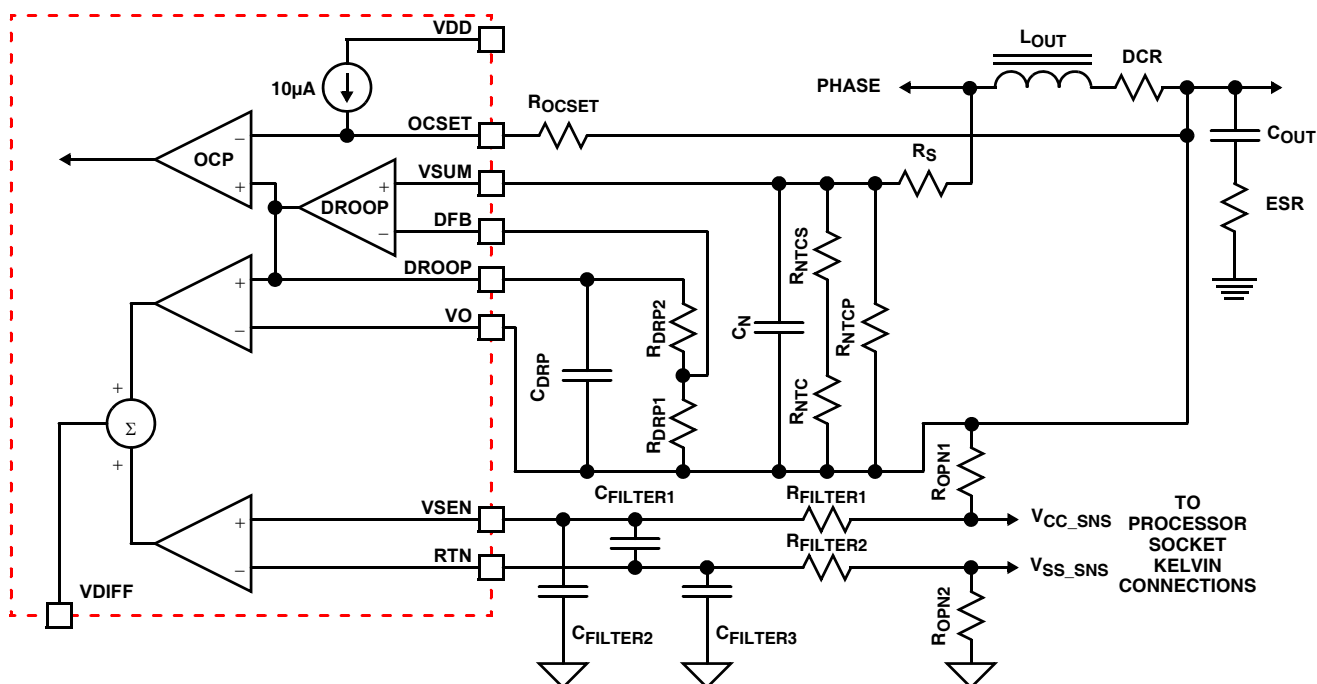 VDD
10µA
OCSET
ROCSET
OCP
−
+
VSUM
DROOP
+
−
DFB
DROOP
VO
+
−
+
Σ
+
VSEN
RTN
+
−
VDIFF
PHASE
LOUT
DCR
COUT
ESR
RS
RNTCS
RNTCP
CN
RNTC
RDRP2
CDRP
RDRP1
ROPN1
CFILTER1
RFILTER1
RFILTER2
CFILTER2
CFILTER3
ROPN2
VCC_SNS
VSS_SNS
TO
PROCESSOR
SOCKET
KELVIN
CONNECTIONS